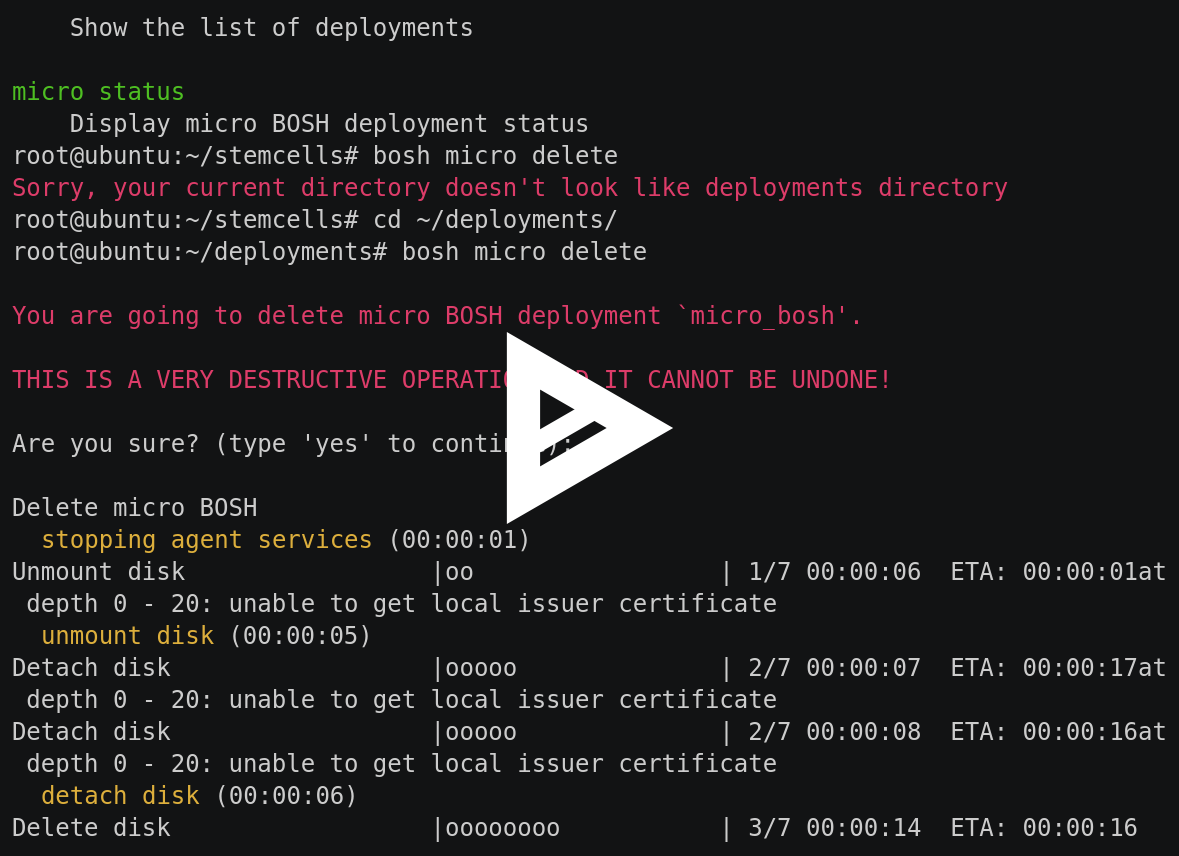 Show the list of deployments
micro status
Display micro BOSH deployment status
root@ubuntu:~/stemcells# bosh micro delete
Sorry, your current directory doesn't look like deployments directory
root@ubuntu:~/stemcells# cd ~/deployments/
root@ubuntu:~/deployments# bosh micro delete
You are going to delete micro BOSH deployment `micro_bosh'.
THIS IS A VERY DESTRUCTIVE IT CANNOT BE UNDONE!
Are you sure? (type 'yes' to
Delete micro BOSH
stopping agent services (00:00:01)
Unmount disk |oo | 1/7 00:00:06 ETA: 00:00:01at
depth 0 - 20: unable to get local issuer certificate
unmount disk (00:00:05)
Detach disk |ooooo | 2/7 00:00:07 ETA: 00:00:17at
depth 0 - 20: unable to get local issuer certificate
Detach disk |ooooo | 2/7 00:00:08 ETA: 00:00:16at
depth 0 - 20: unable to get local issuer certificate
detach disk (00:00:06)
Delete disk |oooooooo | 3/7 00:00:14 ETA: 00:00:16